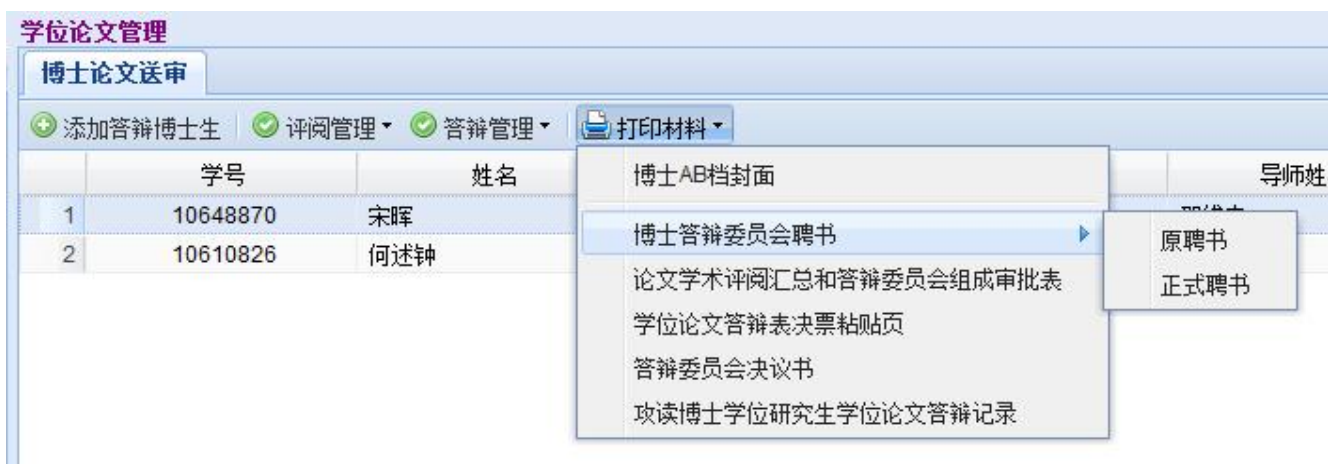 学位论文管理
博士论文送审
添加答辩博士生 评阅管理 答辩管理 打印材料
学号 姓名 导师姓
博士AB档封面
1 10648870 宋晖
博士答辩委员会聘书
原聘书
2 10610826 何述钟
论文学术评阅汇总和答辩委员会组成审批表
正式聘书
学位论文答辩表决票粘贴页
答辩委员会决议书
攻读博士学位研究生学位论文答辩记录